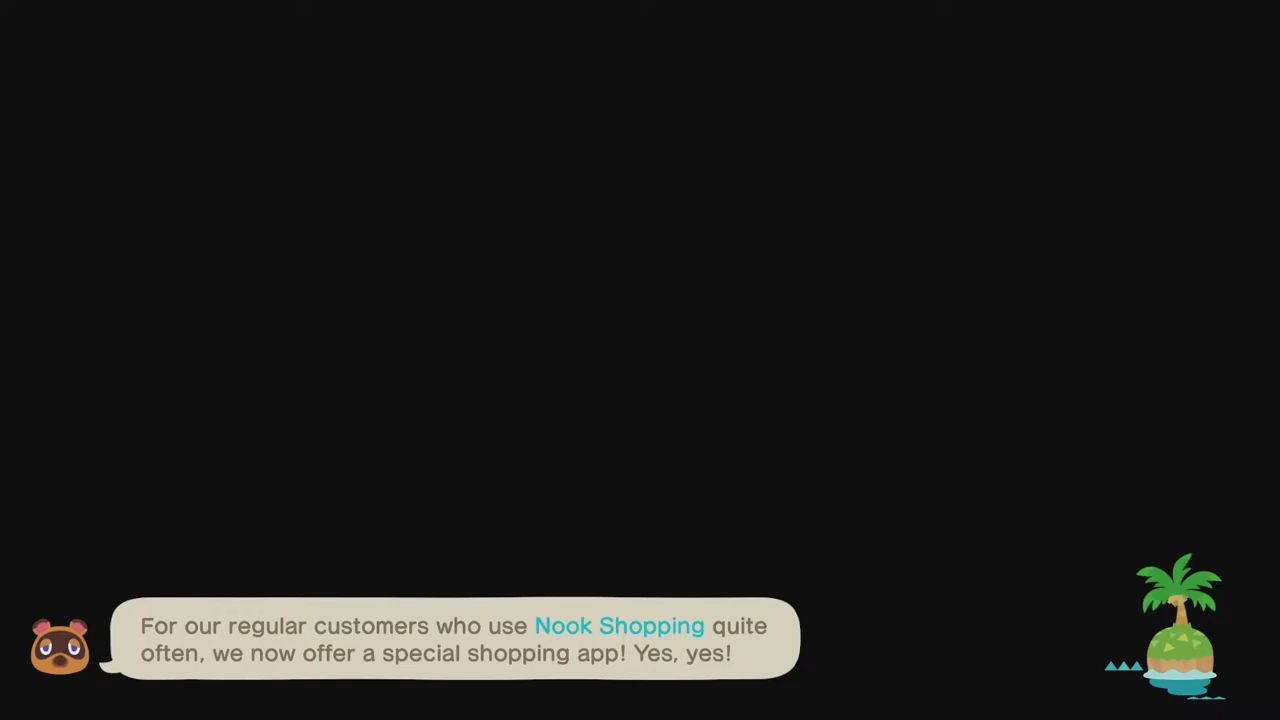 For our regular customers who use Nook Shopping quite
often, we now offer a special shopping app! Yes, yes!